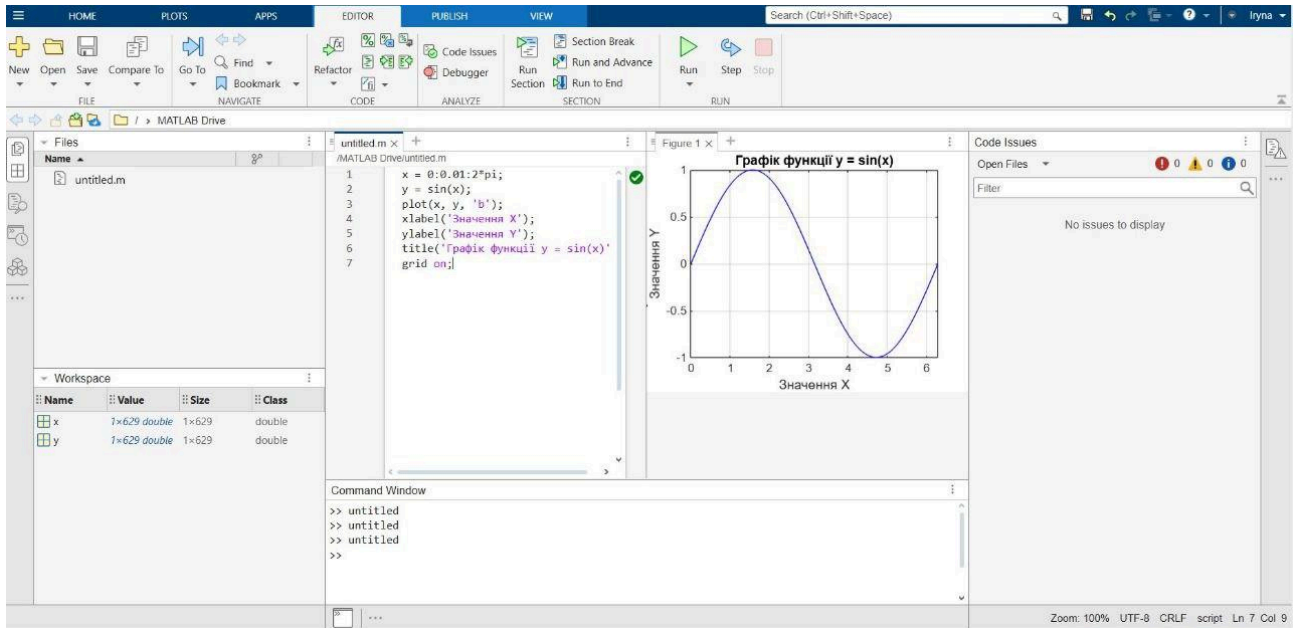 HOME PLOTS APPS EDITOR PUBLISH VIEW Search (Ctrl+Shift+Space) Iryna
New Open Save Compare To Go To Find Bookmark Refactor Code Issues Debugger Run Section Section Break Run and Advance Run to End Run Step Stop
FILE NAVIGATE CODE ANALYZE SECTION RUN
/ › MATLAB Drive
Files
Name
untitled.m
Workspace
Name Value Size Class
x 1×629 double 1×629 double
y 1×629 double 1×629 double
untitled.m
/MATLAB Drive/untitled.m
1 x = 0:0.01:2*pi;
2 y = sin(x);
3 plot(x, y, 'b');
4 xlabel('Значення X');
5 ylabel('Значення Y');
6 title('Графік функції y = sin(x)'
7 grid on;
Figure 1
Графік функції y = sin(x)
Значення Y
1
0.5
0
-0.5
-1
0 1 2 3 4 5 6
Значення X
Command Window
>> untitled
>> untitled
>> untitled
>>
Code Issues
Open Files 0 0 0
Filter
No issues to display
Zoom: 100% UTF-8 CRLF script Ln 7 Col 9